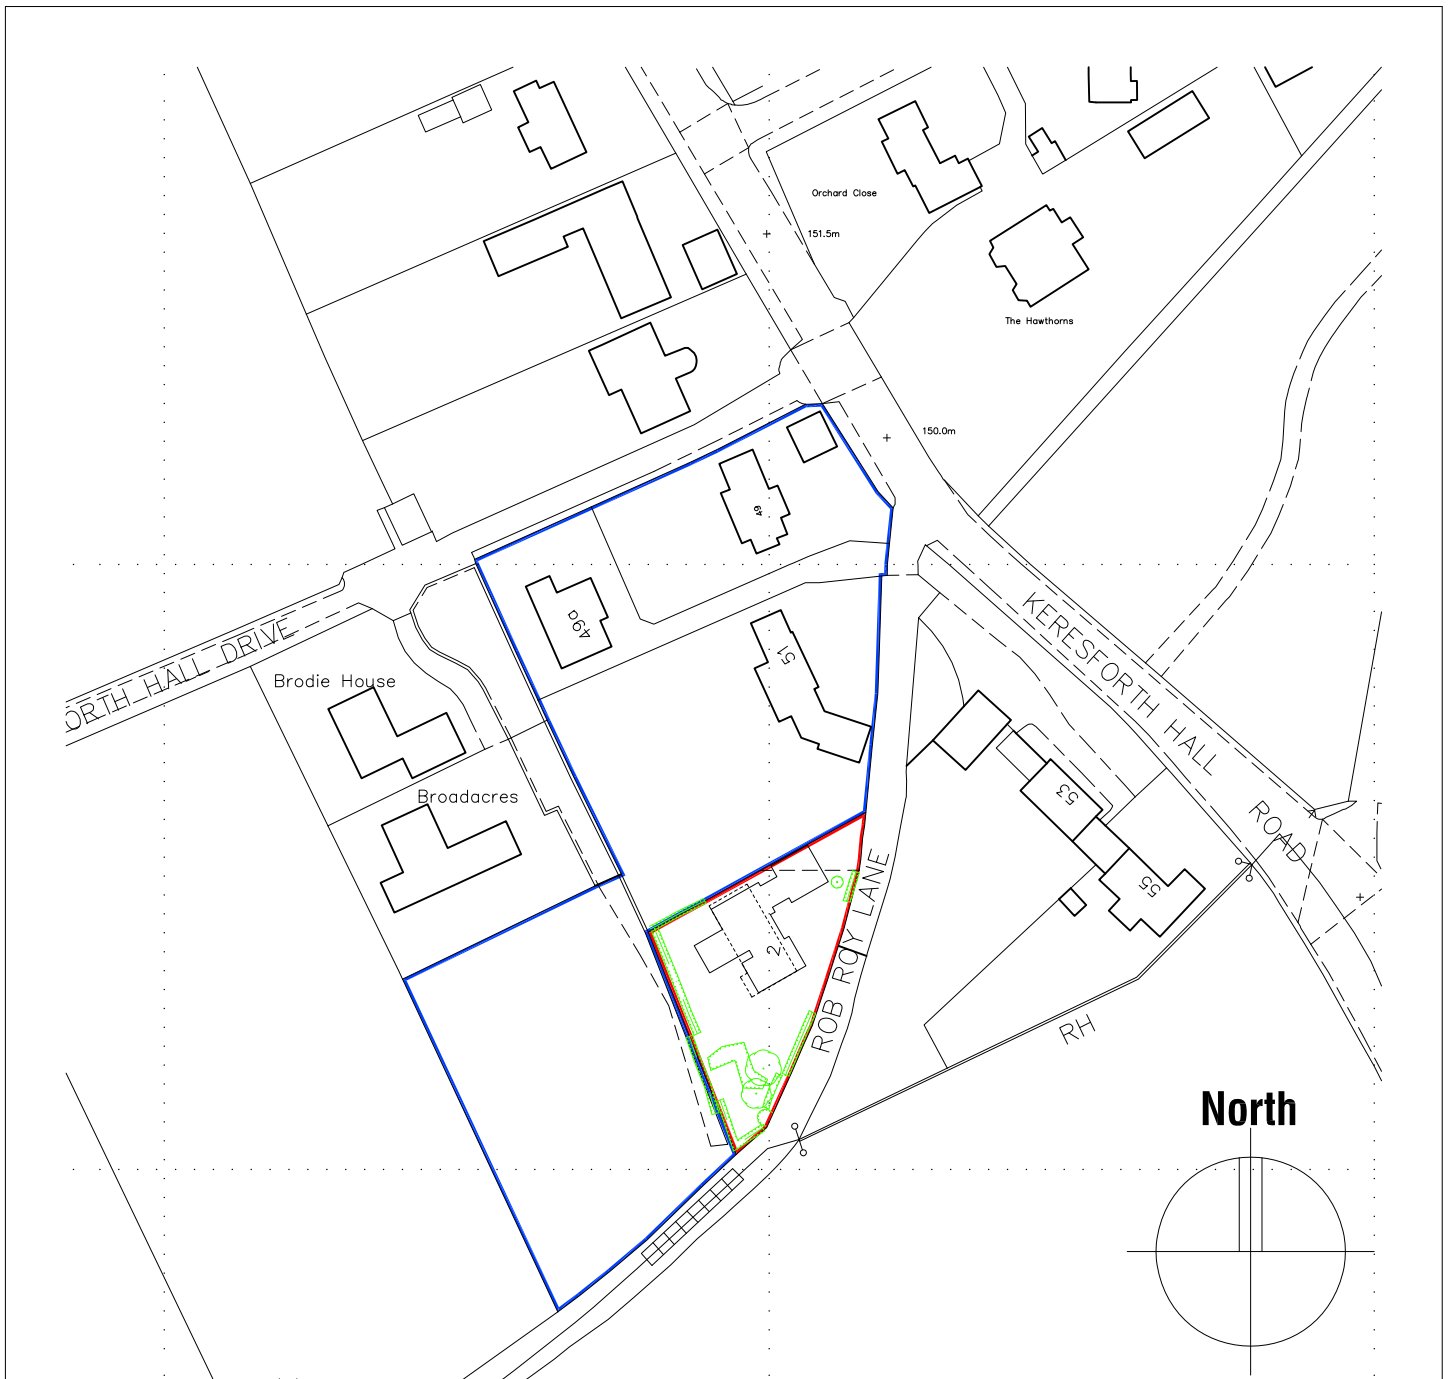 Orchard Close
151.5m
The Hawthorns
150.0m
49
49a
KERESFORTH HALL
ROAD
ORTH HALL DRIVE
51
Brodie House
Broadacres
53
55
2
ROB ROY LANE
RH
North